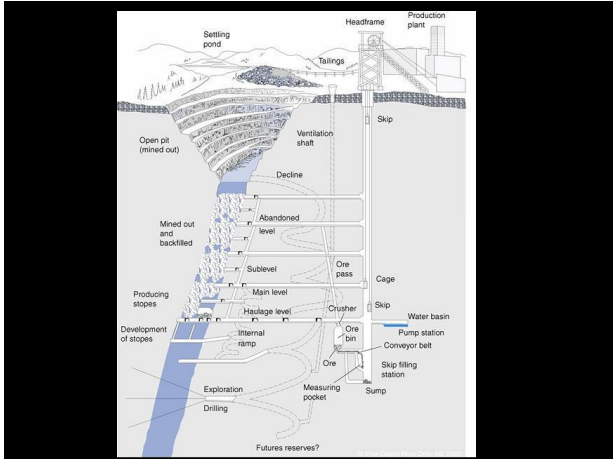 Production
plant
Headframe
Settling
pond
Tailings
Skip
Open pit
(mined out)
Ventilation
shaft
Decline
Abandoned
level
Mined out
and
backfilled
Sublevel
Ore
pass
Cage
Main level
Producing
stopes
Haulage level
Crusher
Skip
Water basin
Development
of stopes
Internal
ramp
Ore
bin
Pump station
Conveyor belt
Ore
Skip filling
station
Measuring
pocket
Sump
Exploration
Drilling
Futures reserves?